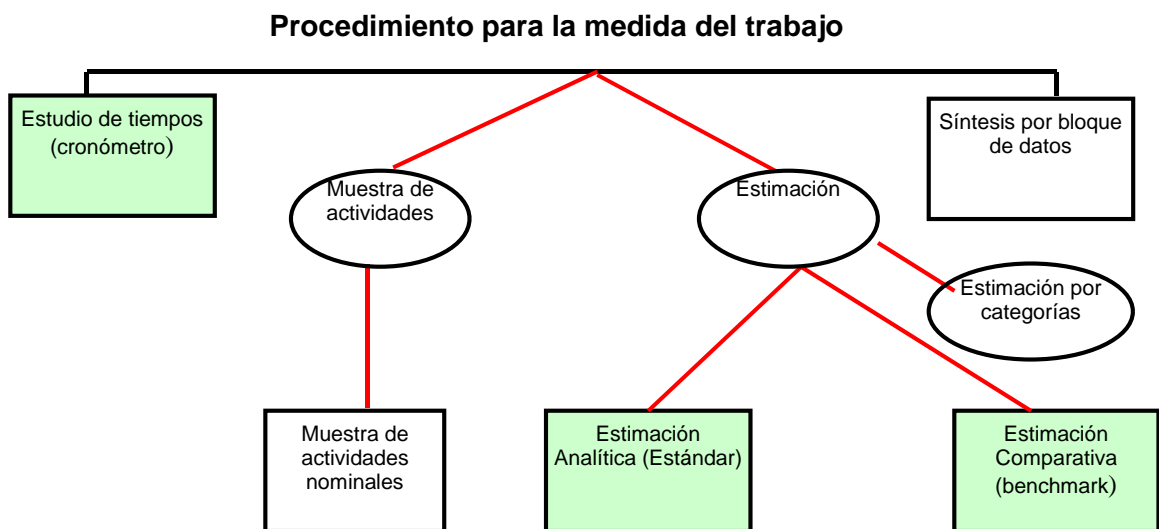 Procedimiento para la medida del trabajo
Estudio de tiempos
(cronómetro)
Síntesis por bloque
de datos
Muestra de
actividades
Estimación
Estimación por
categorías
Muestra de
actividades
nominales
Estimación
Analítica (Estándar)
Estimación
Comparativa
(benchmark)